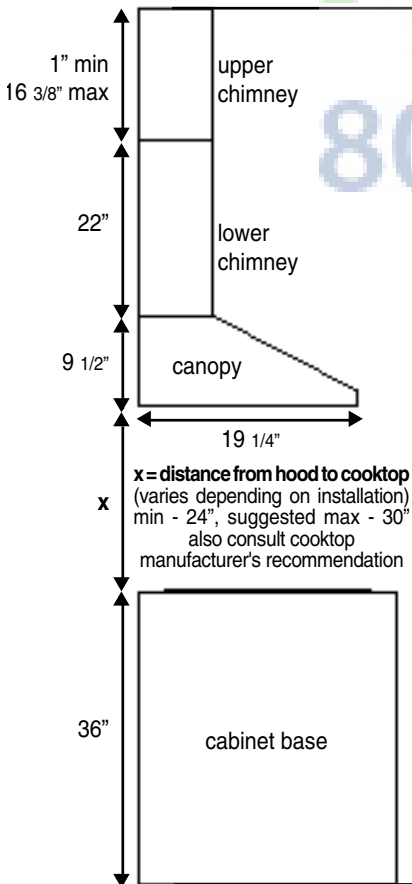 1” min
16 3/8” max
upper
chimney
22”
lower
chimney
9 1/2”
canopy
19 1/4”
x = distance from hood to cooktop
(varies depending on installation)
x
min - 24”, suggested max - 30”
also consult cooktop
manufacturer's recommendation
36”
cabinet base